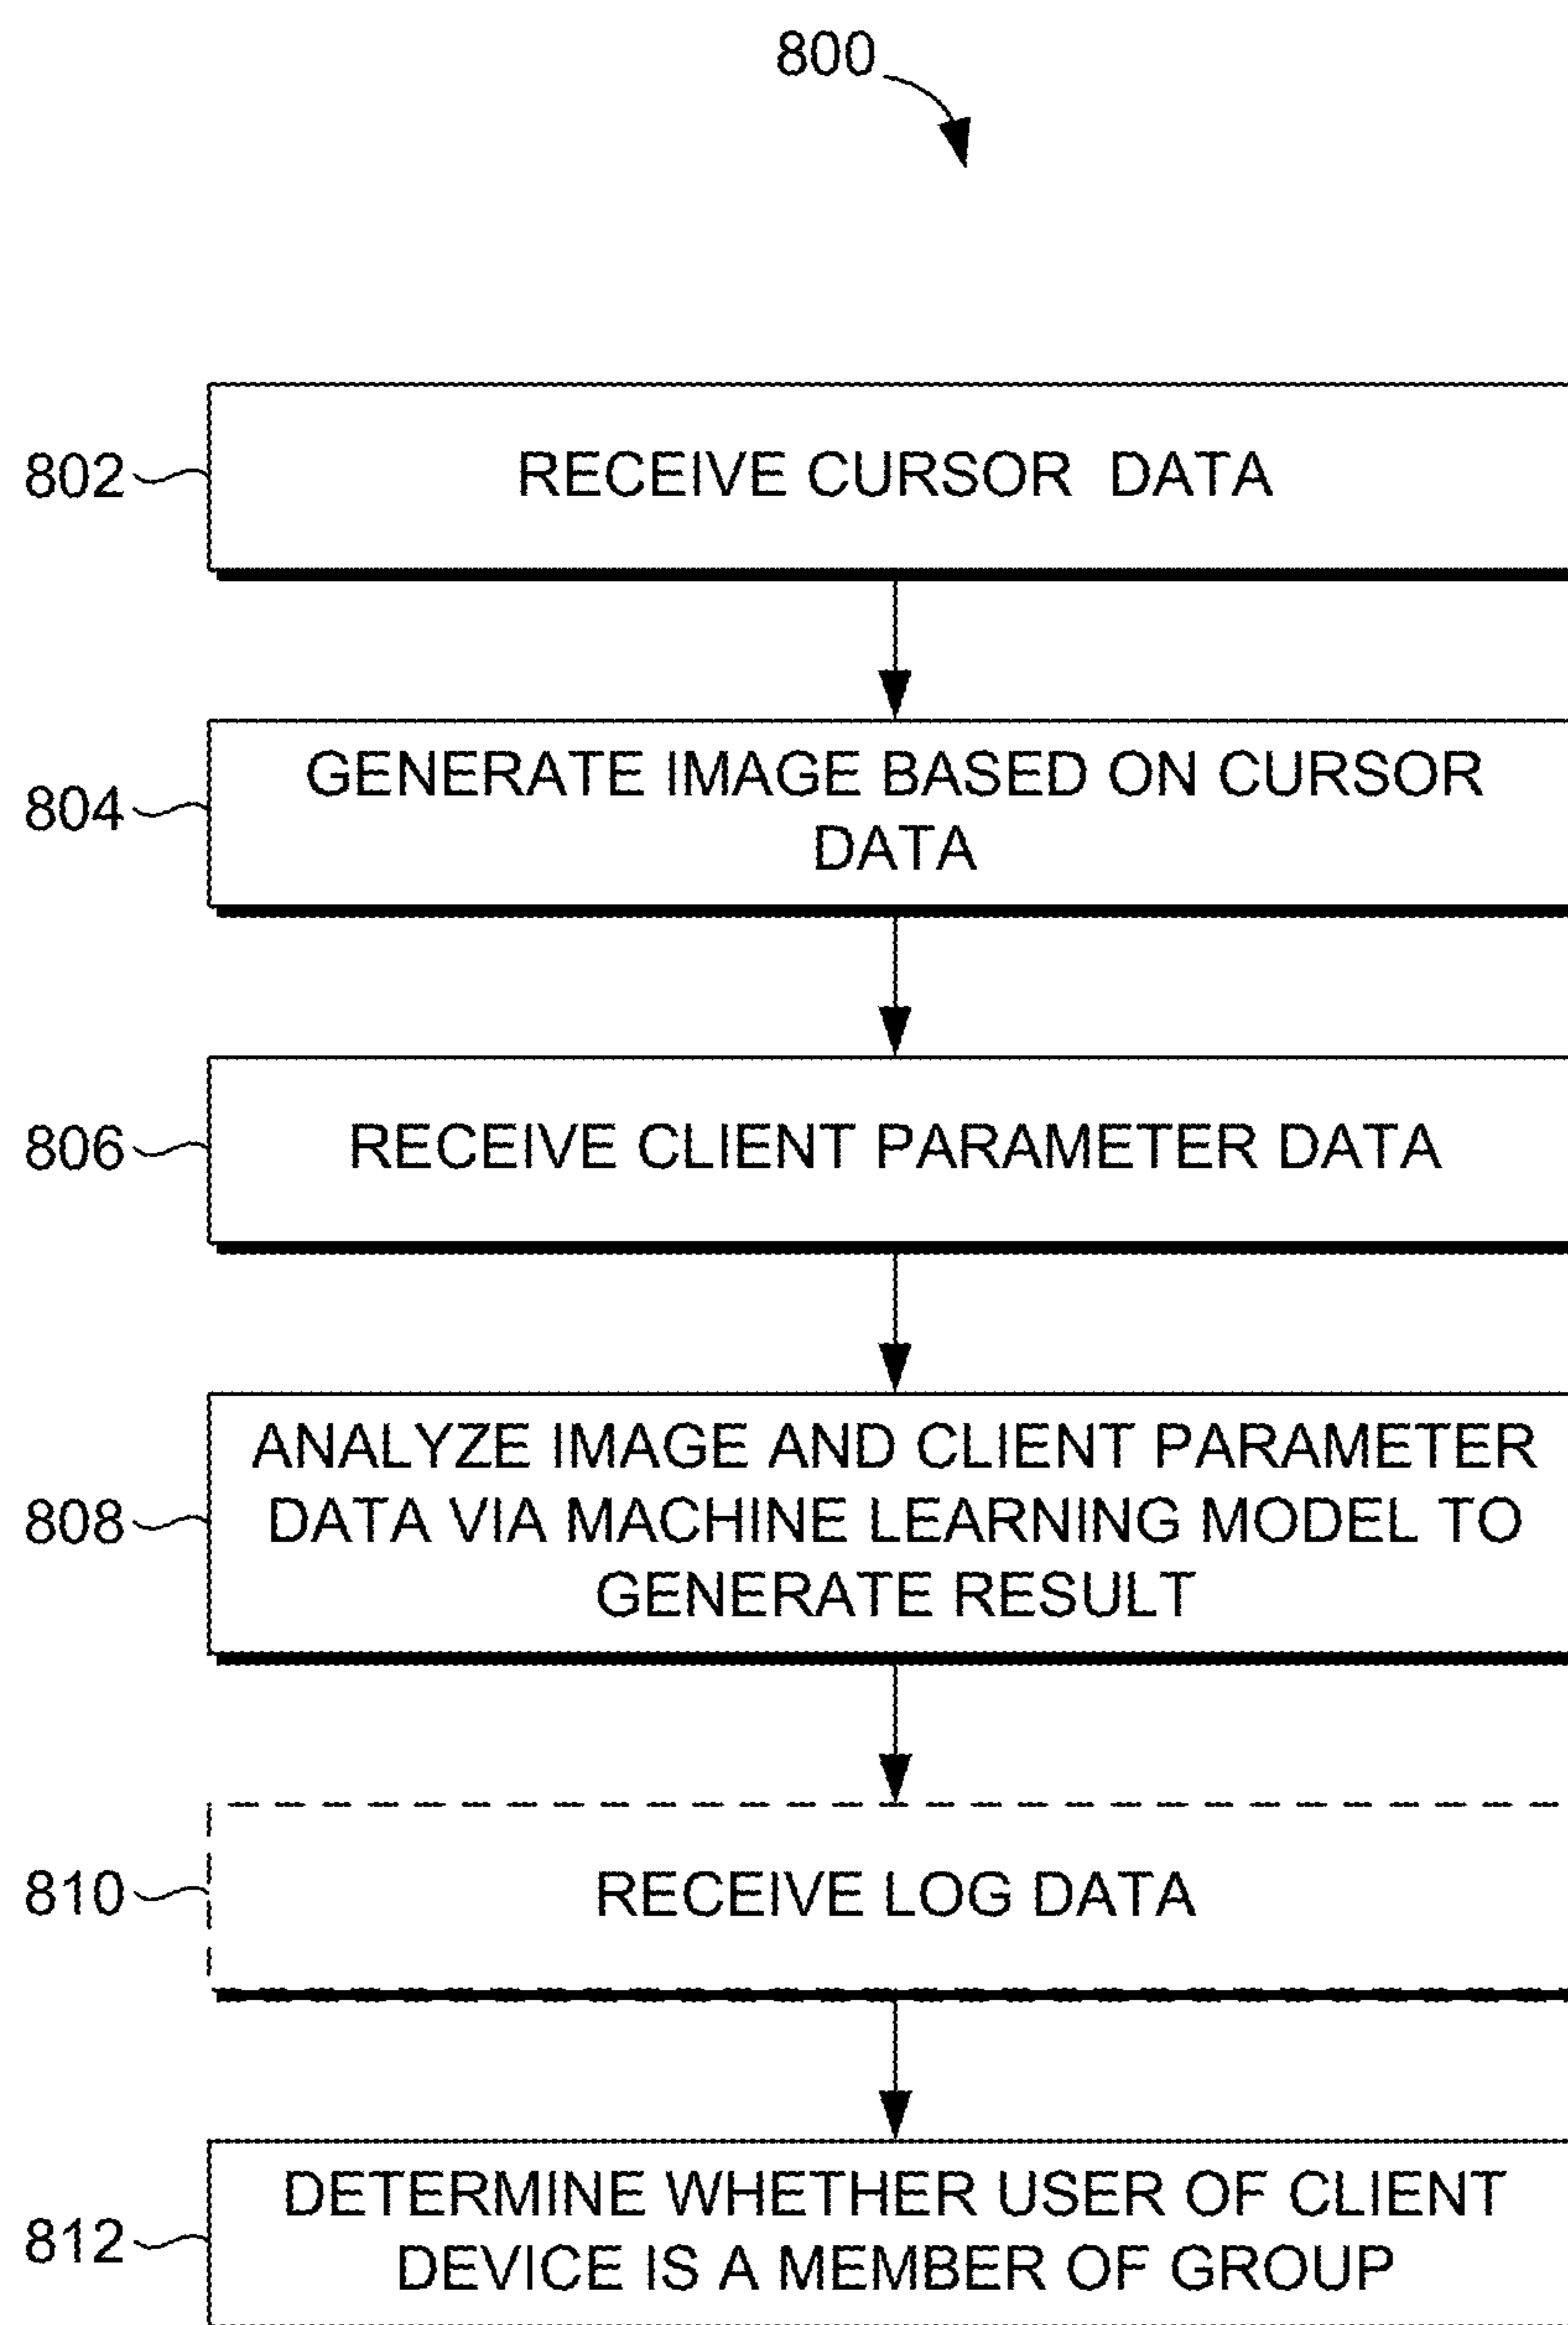 800
802
RECEIVE CURSOR DATA
804
GENERATE IMAGE BASED ON CURSOR
DATA
806
RECEIVE CLIENT PARAMETER DATA
808
ANALYZE IMAGE AND CLIENT PARAMETER
DATA VIA MACHINE LEARNING MODEL TO
GENERATE RESULT
810
RECEIVE LOG DATA
812
DETERMINE WHETHER USER OF CLIENT
DEVICE IS A MEMBER OF GROUP